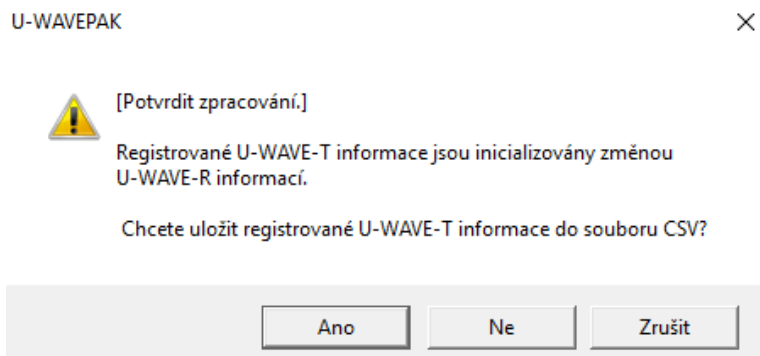 U-WAVEPAK
[Potvrdit zpracování.]
Registrované U-WAVE-T informace jsou inicializovány změnou
U-WAVE-R informací.
Chcete uložit registrované U-WAVE-T informace do souboru CSV?
Ano
Ne
Zrušit